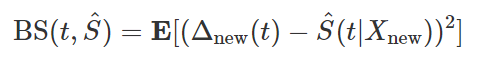 BS(t, Ŝ) = E[(Δ_new(t) − Ŝ(t|X_new))²]